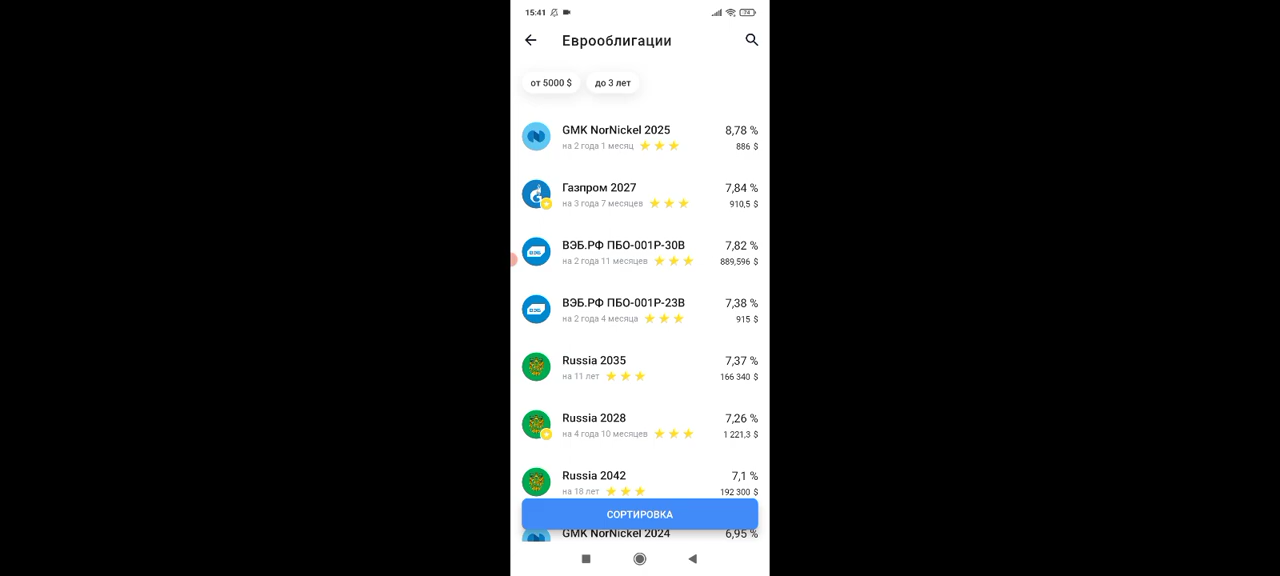 15:41
74
Еврооблигации
от 5000 $ до 3 лет
GMK NorNickel 2025 8,78 %
на 2 года 1 месяц 886 $
Газпром 2027 7,84 %
на 3 года 7 месяцев 910,5 $
ВЭБ.РФ ПБО-001Р-30В 7,82 %
ВЭБ
на 2 года 11 месяцев 889,596 $
ВЭБ.РФ ПБО-001Р-23В 7,38 %
ВЭБ
на 2 года 4 месяца 915 $
Russia 2035 7,37 %
на 11 лет 166 340 $
Russia 2028 7,26 %
на 4 года 10 месяцев 1 221,3 $
Russia 2042 7,1 %
на 18 лет 192 300 $
СОРТИРОВКА
GMK NorNickel 2024 6,95 %